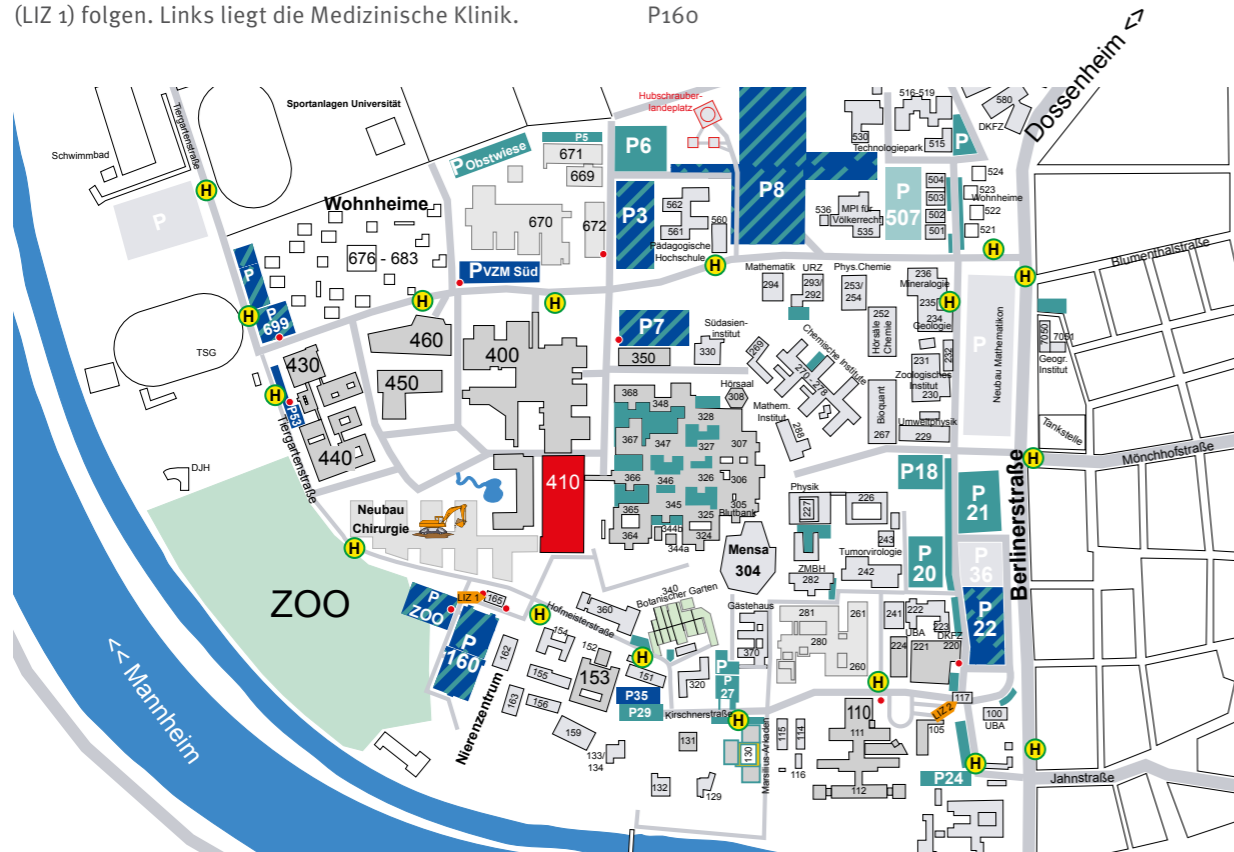 (LIZ 1) folgen. Links liegt die Medizinische Klinik.
P160
Dossenheim <>
Hubschrauber-
landeplatz
516-519
580
DKFZ
Sportanlagen Universität
Tiergartenstraße
Schwimmbad
P5
P6
671
669
P Obstwiese
530
Technologiepark
515
P
P
H
Wohnheime
670
672
P3
562
561
560
Pädagogische
Hochschule
P8
536
MPI für
Völkerrecht
535
P
507
504
503
502
501
524
523
Wohnheime
522
521
H
H
Blumenthalstraße
676 - 683
P VZM Süd
H
H
H
P
P
699
H
Mathematik
294
URZ
293/
292
Phys.Chemie
253/
254
236
Mineralogie
235
H
234
Geologie
252
Hörsäle
Chemie
P
Neubau Mathematikon
7050
7051
Geogr.
Institut
TSG
460
400
P7
350
Südasien-
institut
330
269
Chemische Institute
270 - 278
231
232
Zoologisches
Institut
230
430
450
H
P53
Tiergartenstraße
440
368
348
328
Hörsaal
308
Mathem.
Institut
288
Bioquant
267
Umweltphysik
229
Tankstelle
367
347
327
307
H
Mönchhofstraße
DJH
410
366
346
326
306
P18
Berlinerstraße
Neubau
Chirurgie
365
345
325
305
Blutbank
364
344b
344a
324
Physik
227
226
243
P
21
H
Mensa
304
Tumorvirologie
ZMBH
282
242
P
20
P
36
ZOO
P
ZOO
LIZ 1
165
H
Hofmeisterstraße
360
340
Botanischer Garten
Gästehaus
370
281
280
261
260
241
222
UBA
223
DKFZ
224
221
220
P
22
P
160
162
154
152
153
155
156
163
159
H
151
P35
P29
320
P
P
27
Kirschnerstraße
H
H
117
LIZ 2
100
UBA
<< Mannheim
Nierenzentrum
133/
134
131
130
Marsilius-Arkaden
115
114
116
110
111
112
105
H
H
P24
Jahnstraße
132
129